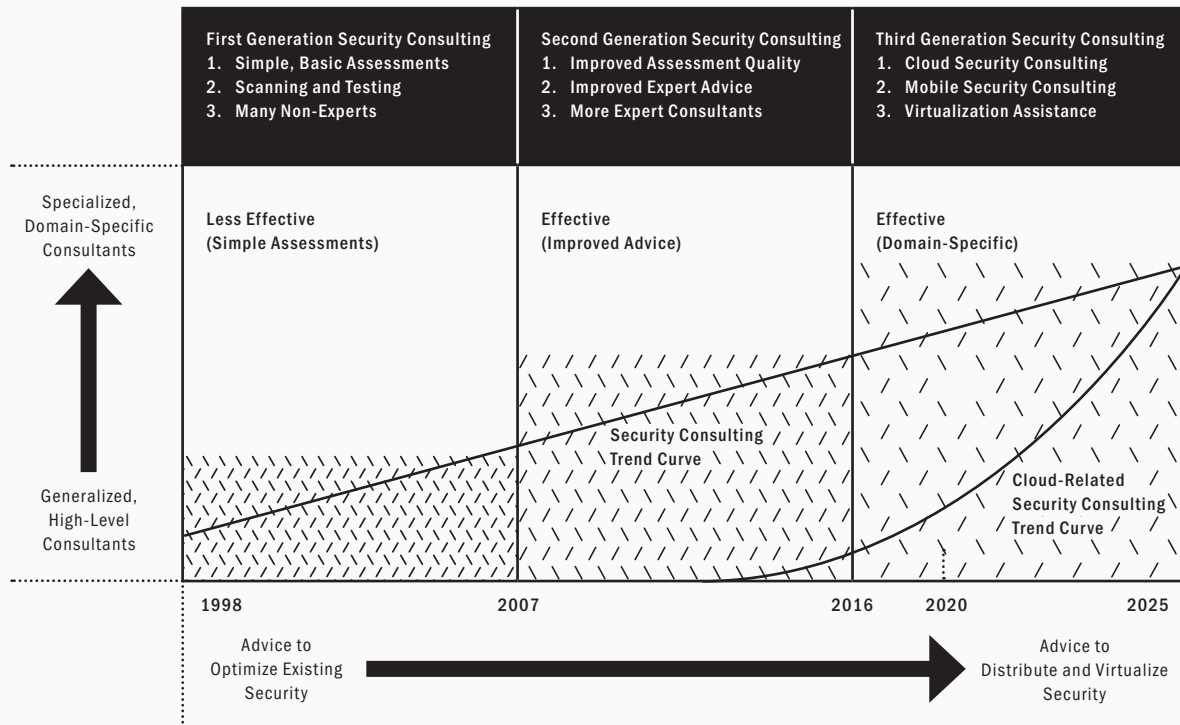 First Generation Security Consulting
1. Simple, Basic Assessments
2. Scanning and Testing
3. Many Non-Experts
Second Generation Security Consulting
1. Improved Assessment Quality
2. Improved Expert Advice
3. More Expert Consultants
Third Generation Security Consulting
1. Cloud Security Consulting
2. Mobile Security Consulting
3. Virtualization Assistance
Specialized,
Domain-Specific
Consultants
Generalized,
High-Level
Consultants
Less Effective
(Simple Assessments)
Effective
(Improved Advice)
Effective
(Domain-Specific)
Security Consulting
Trend Curve
Cloud-Related
Security Consulting
Trend Curve
1998
2007
2016
2020
2025
Advice to
Optimize Existing
Security
Advice to
Distribute and Virtualize
Security